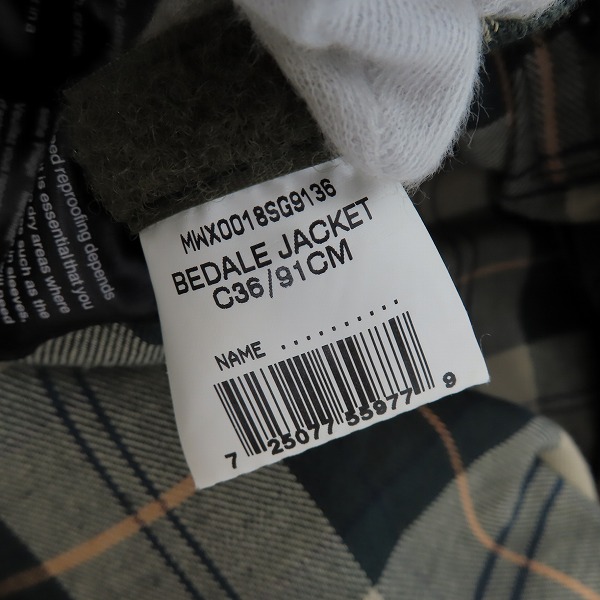 MWX0018SG9136
BEDALE JACKET
C36/91CM
NAME ..........
7 25077 55977 9
reproofing depends
is essential that you
dry areas where
such as the
sleeves,